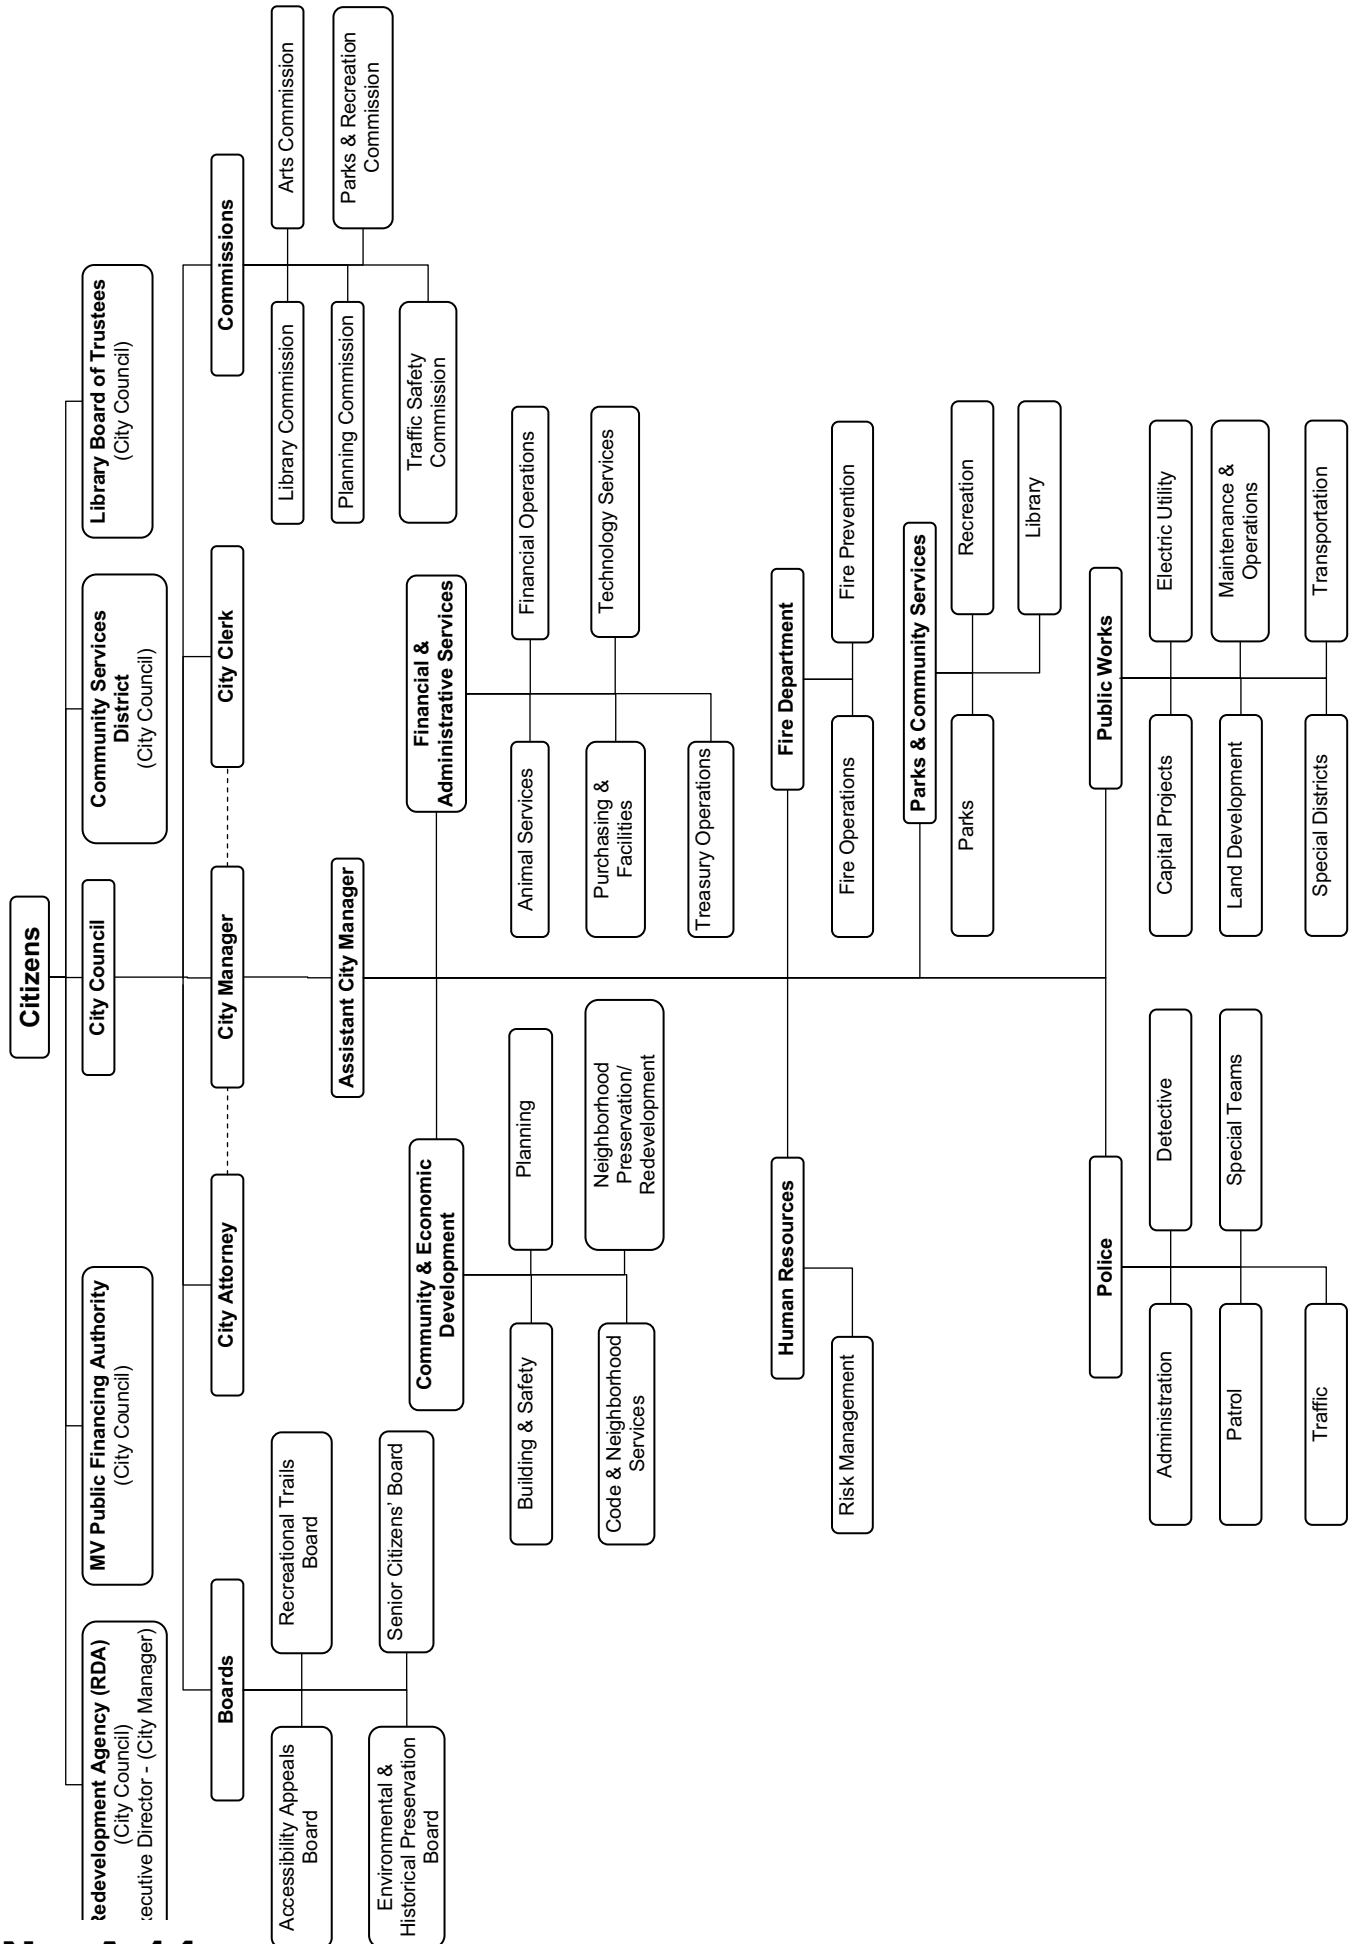 Citizens
Redevelopment Agency (RDA)
(City Council)
Director - (City Manager)
MV Public Financing Authority
(City Council)
City Council
Community Services
District
(City Council)
Library Board of Trustees
(City Council)
Boards
City Attorney
City Manager
City Clerk
Commissions
Accessibility Appeals
Board
Recreational Trails
Board
Environmental &
Historical Preservation
Board
Senior Citizens' Board
Library Commission
Arts Commission
Planning Commission
Parks & Recreation
Commission
Traffic Safety
Commission
Assistant City Manager
Community & Economic
Development
Building & Safety
Planning
Code & Neighborhood
Services
Neighborhood
Preservation/
Redevelopment
Financial &
Administrative Services
Animal Services
Financial Operations
Purchasing &
Facilities
Technology Services
Treasury Operations
Human Resources
Risk Management
Fire Department
Fire Operations
Fire Prevention
Parks & Community Services
Parks
Recreation
Library
Police
Administration
Detective
Patrol
Special Teams
Traffic
Public Works
Capital Projects
Electric Utility
Land Development
Maintenance &
Operations
Special Districts
Transportation